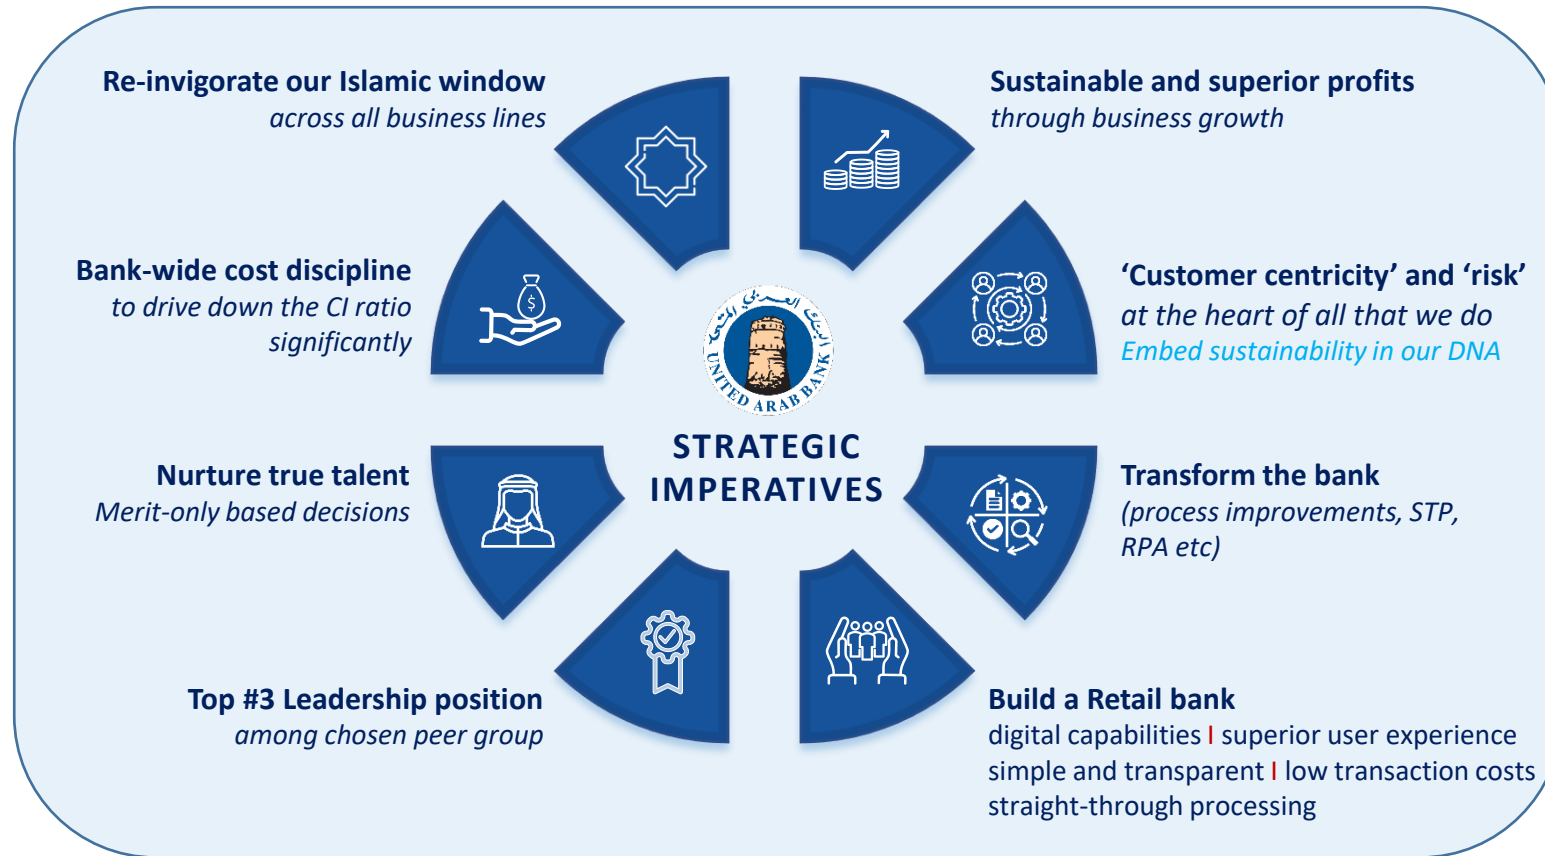 Re-invigorate our Islamic window
across all business lines
Sustainable and superior profits
through business growth
Bank-wide cost discipline
to drive down the CI ratio
significantly
‘Customer centricity’ and ‘risk’
at the heart of all that we do
Embed sustainability in our DNA
$
البنك العربي المتحد
UNITED ARAB BANK
STRATEGIC
IMPERATIVES
Nurture true talent
Merit-only based decisions
Transform the bank
(process improvements, STP,
RPA etc)
Top #3 Leadership position
among chosen peer group
Build a Retail bank
digital capabilities I superior user experience
simple and transparent I low transaction costs
straight-through processing